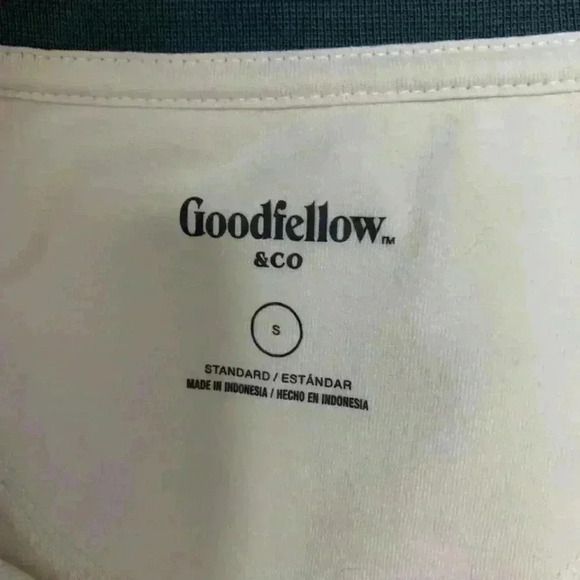 Goodfellow™
&CO
S
STANDARD / ESTÁNDAR
MADE IN INDONESIA / HECHO EN INDONESIA